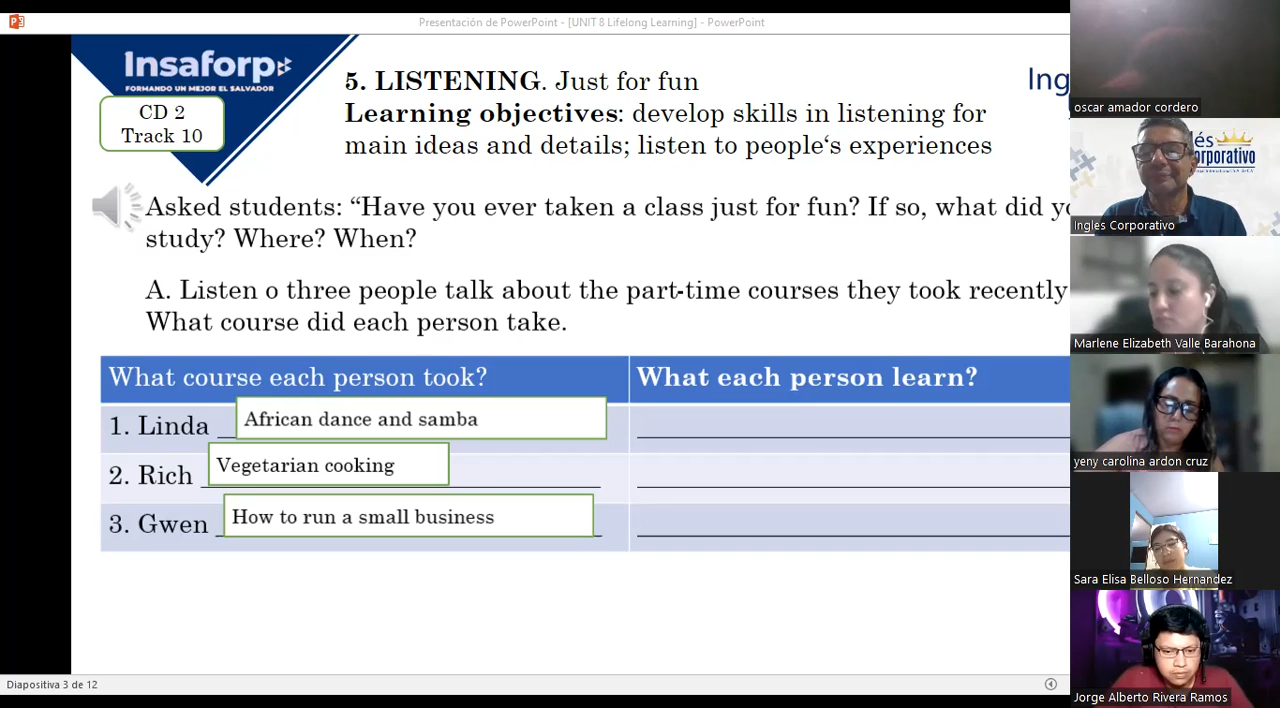 Presentación de PowerPoint - [UNIT 8 Lifelong Learning] - PowerPoint
Insaforp
FORMANDO UN MEJOR EL SALVADOR
CD 2
Track 10
5. LISTENING. Just for fun
Learning objectives: develop skills in listening for
main ideas and details; listen to people‘s experiences
Ing
Asked students: “Have you ever taken a class just for fun? If so, what did yo
study? Where? When?
A. Listen o three people talk about the part-time courses they took recently
What course did each person take.
What course each person took?
What each person learn?
1. Linda __ African dance and samba
2. Rich Vegetarian cooking
3. Gwen How to run a small business
Diapositiva 3 de 12
oscar amador cordero
és
orporativo
Ingles Corporativo
Marlene Elizabeth Valle Barahona
yeny carolina ardon cruz
Sara Elisa Belloso Hernandez
Jorge Alberto Rivera Ramos